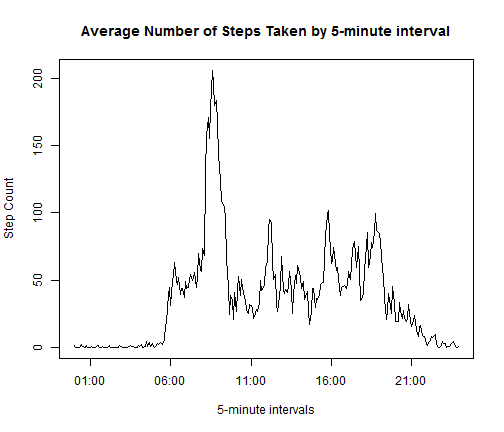 Average Number of Steps Taken by 5-minute interval
Step Count
200
150
100
50
0
01:00 06:00 11:00 16:00 21:00
5-minute intervals